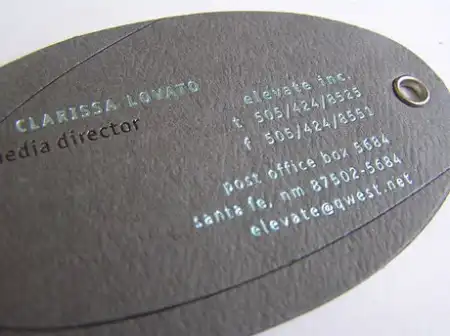 CLARISSA LOVATO
media director
elevate inc.
t 505/424/8525
f 505/424/8551
post office box 5684
santa fe, nm 87502-5684
elevate@qwest.net